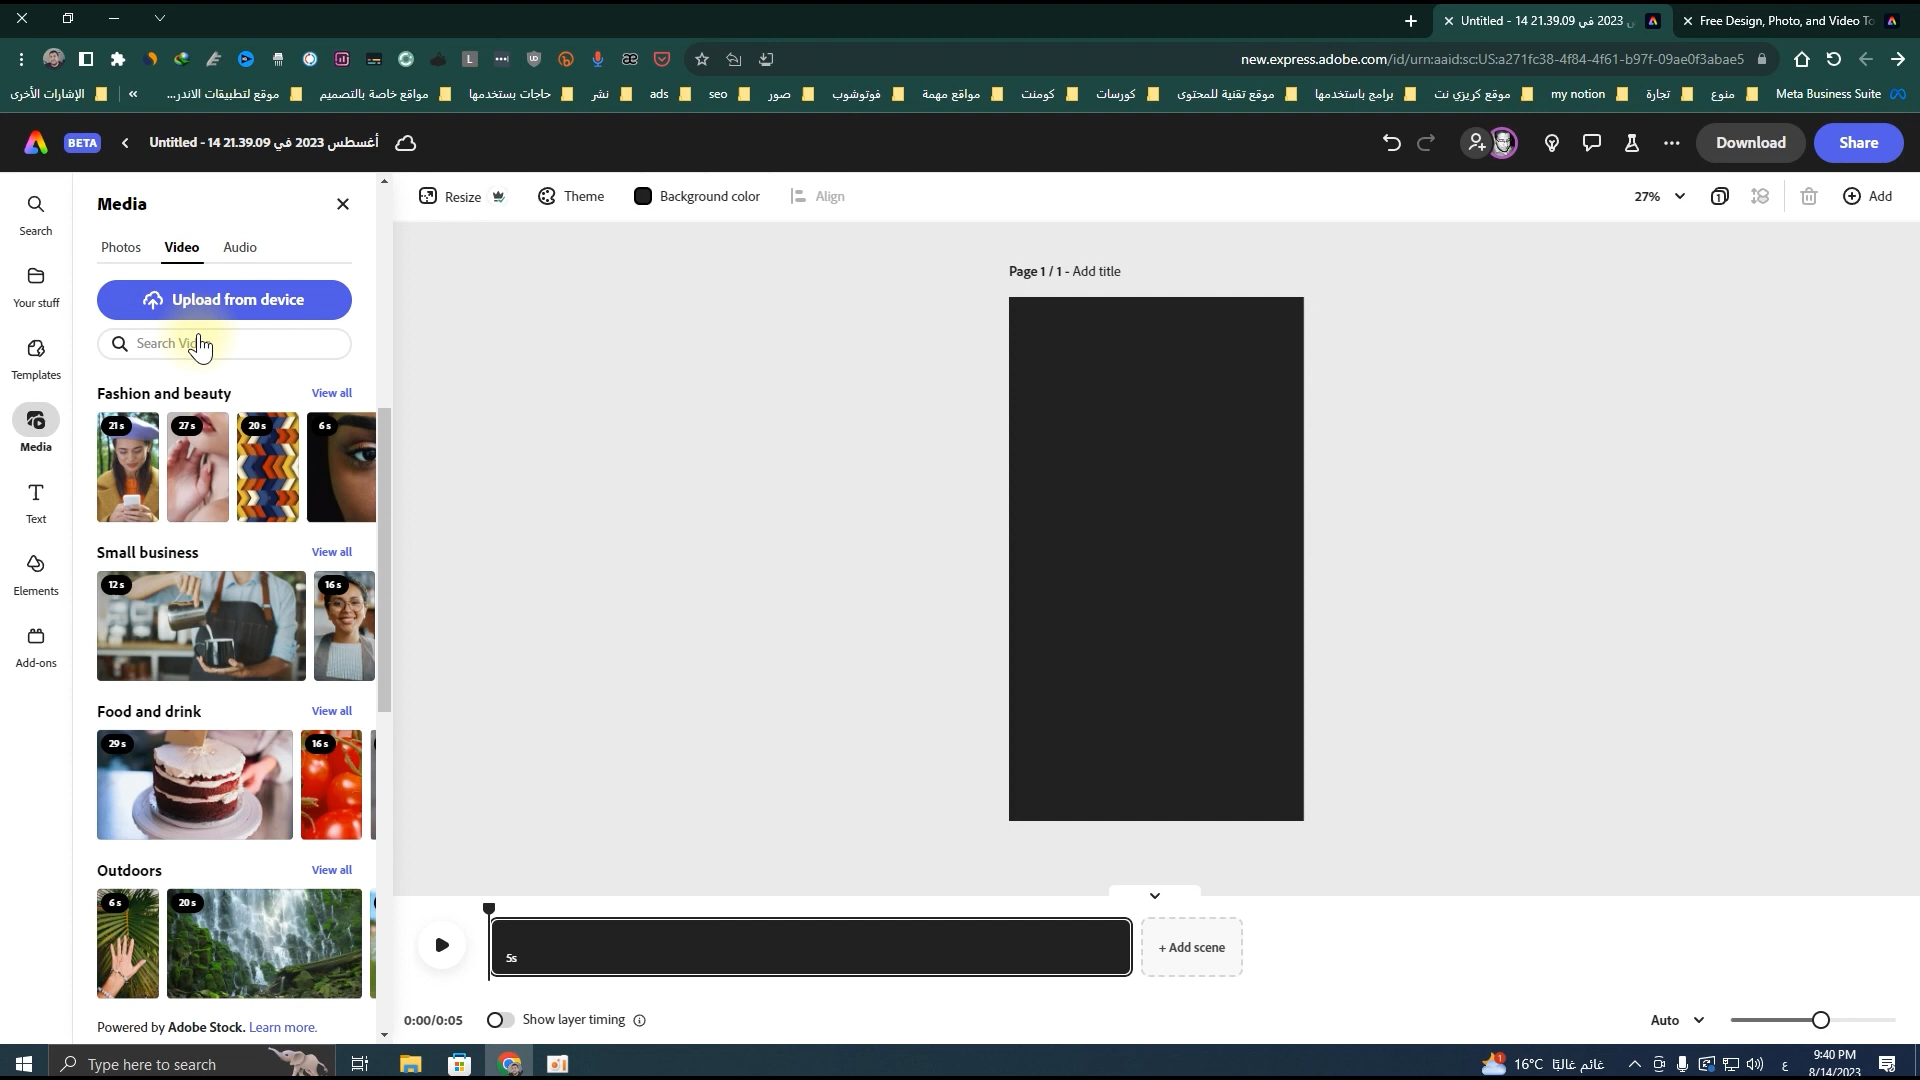 Untitled - 14 21.39.09 أغسطس 2023 في
Free Design, Photo, and Video To
new.express.adobe.com/id/urn:aaid:sc:US:a271fc38-4f84-4f61-b97f-09ae0f3abae5
الإشارات الأخرى
«
موقع لتطبيقات الاندر...
مواقع خاصة بالتصميم
حاجات بستخدمها
نشر
ads
seo
صور
فوتوشوب
مواقع مهمة
كومنت
كورسات
موقع تقنية للمحتوى
برامج باستخدمها
موقع كريزي نت
my notion
تجارة
منوع
Meta Business Suite
BETA
Untitled - 14 21.39.09 أغسطس 2023 في
Download
Share
Search
Your stuff
Templates
Media
Text
Elements
Add-ons
Media
Photos
Video
Audio
Upload from device
Fashion and beauty
View all
21 s
27 s
20 s
6 s
Small business
View all
12 s
16 s
Food and drink
View all
29 s
16 s
Outdoors
View all
6 s
20 s
Powered by Adobe Stock. Learn more.
Resize
Theme
Background color
Align
27%
1
Add
Page 1 / 1 - Add title
5s
+ Add scene
0:00/0:05
Show layer timing
Auto
Type here to search
16°C غائم غالبًا
ع
9:40 PM
8/14/2023